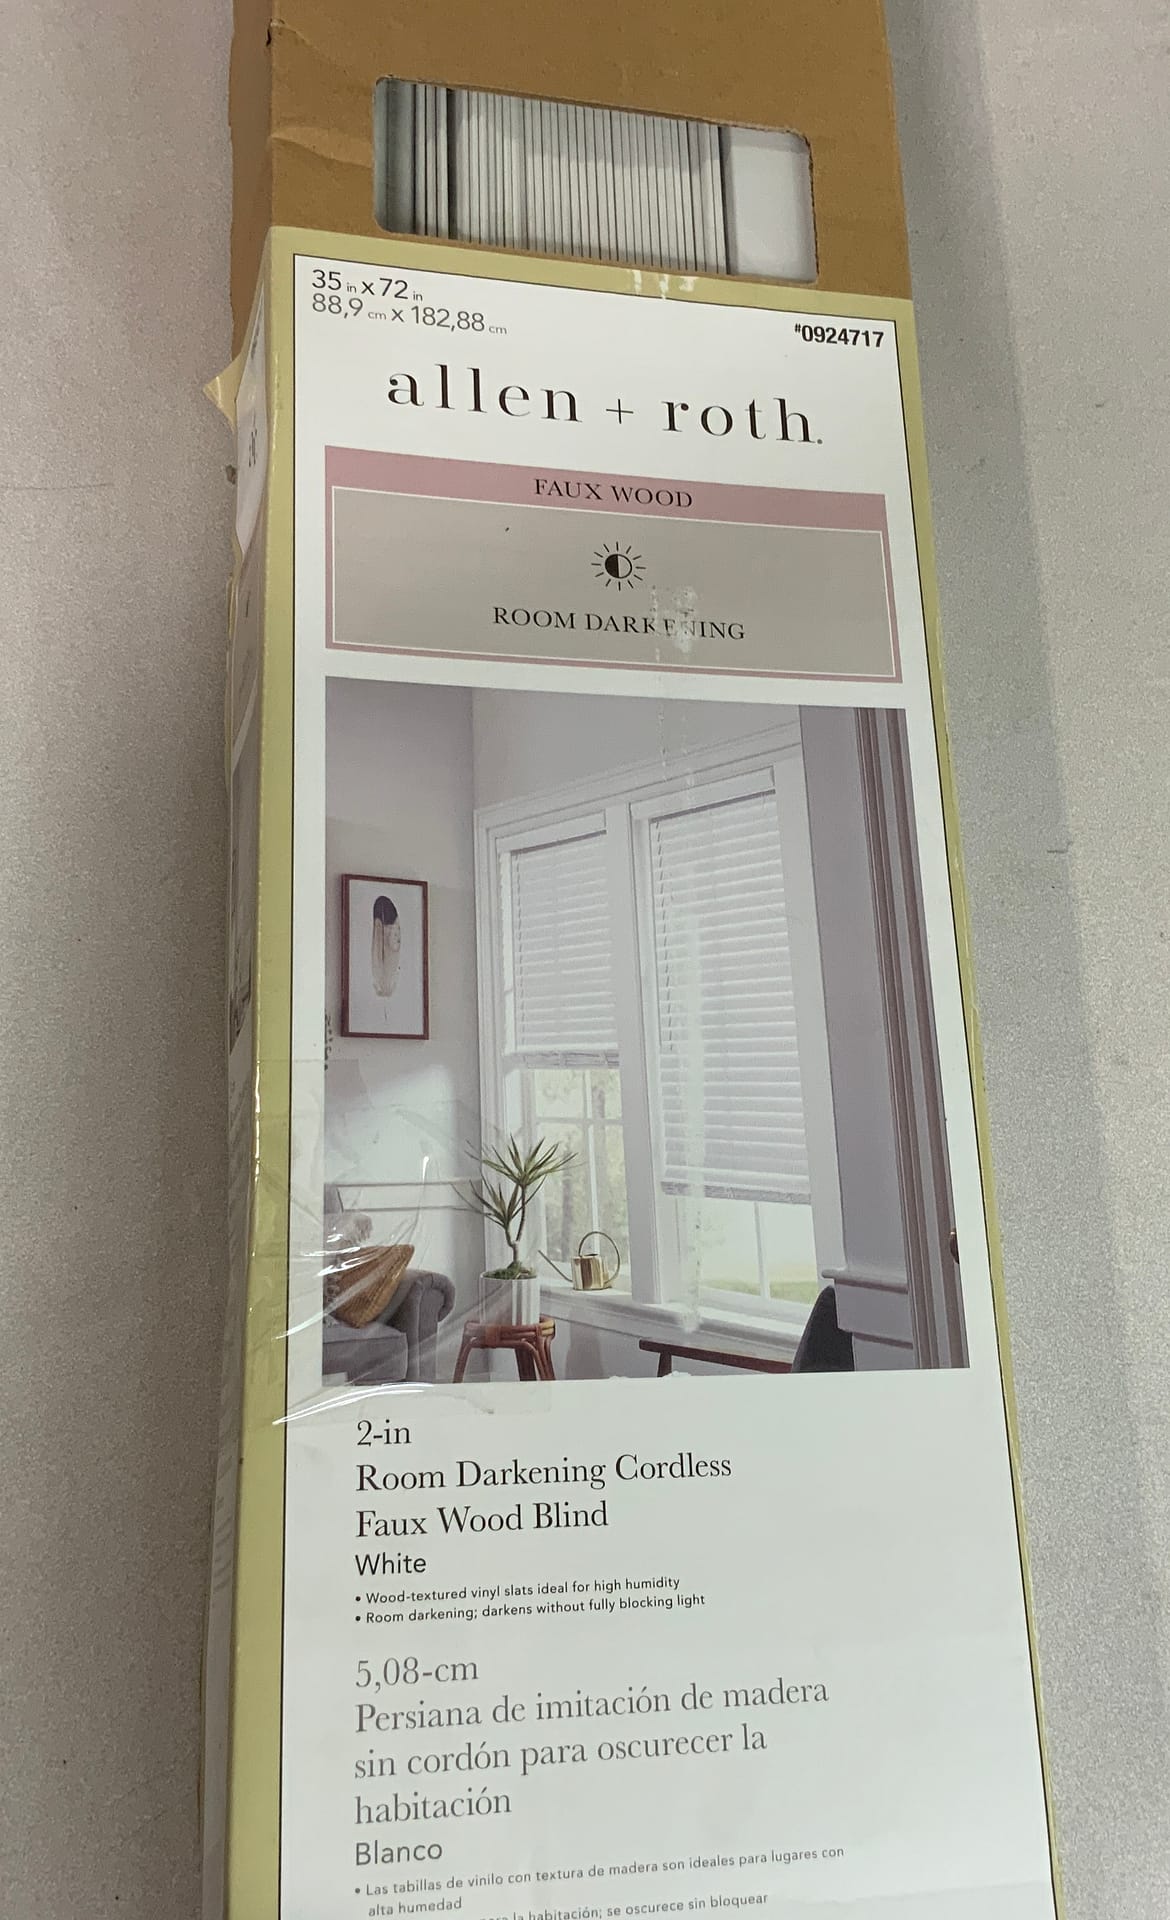 35 in x 72 in
88,9 cm x 182,88 cm
#0924717
allen + roth.
FAUX WOOD
ROOM DARKENING
2-in
Room Darkening Cordless
Faux Wood Blind
White
• Wood-textured vinyl slats ideal for high humidity
• Room darkening; darkens without fully blocking light
5,08-cm
Persiana de imitación de madera
sin cordón para oscurecer la
habitación
Blanco
• Las tabillas de vinilo con textura de madera son ideales para lugares con
alta humedad
la habitación; se oscurece sin bloquear